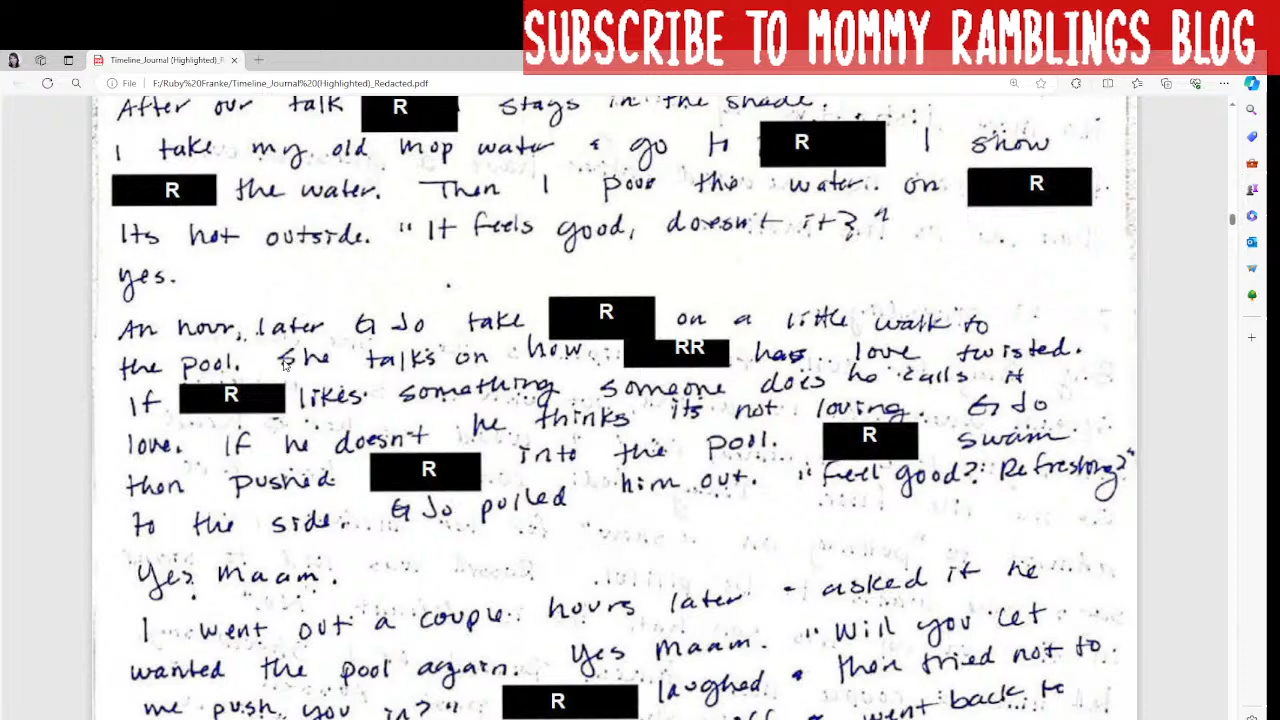 SUBSCRIBE TO MOMMY RAMBLINGS BLOG
Timeline_Journal (Highlighted)_R
File F:/Ruby%20Franke/Timeline_Journal%20(Highlighted)_Redacted.pdf
After our talk R stays in the shade.
I take my old mop water & go to R I show
R the water. Then I pour the water on R
Its hot outside. "It feels good, doesn't it?"
yes.
An hour, later G Jo take R on a little walk to
the pool. She talks on how RR has love twisted.
If R likes something someone does he calls it
love. If he doesn't he thinks its not loving. G Jo
then pushed R into the pool. R swam
to the side. G Jo pulled him out. "Feel good? Refreshing?"
Yes maam.
I went out a couple hours later & asked if he
wanted the pool again. Yes maam. "Will you let
me push you in?" R laughed & then tried not to
went back to